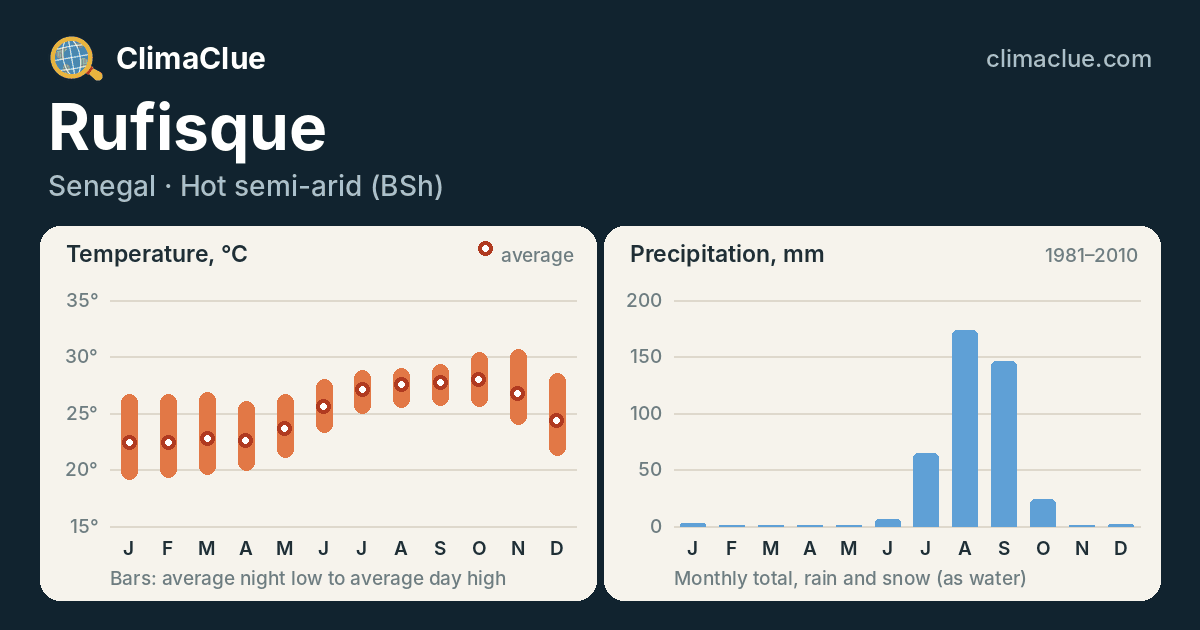 ClimaClue
climaclue.com
Rufisque
Senegal · Hot semi-arid (BSh)
Temperature, °C
average
35°
30°
25°
20°
15°
J F M A M J J A S O N D
Bars: average night low to average day high
Precipitation, mm
1981–2010
200
150
100
50
0
J F M A M J J A S O N D
Monthly total, rain and snow (as water)